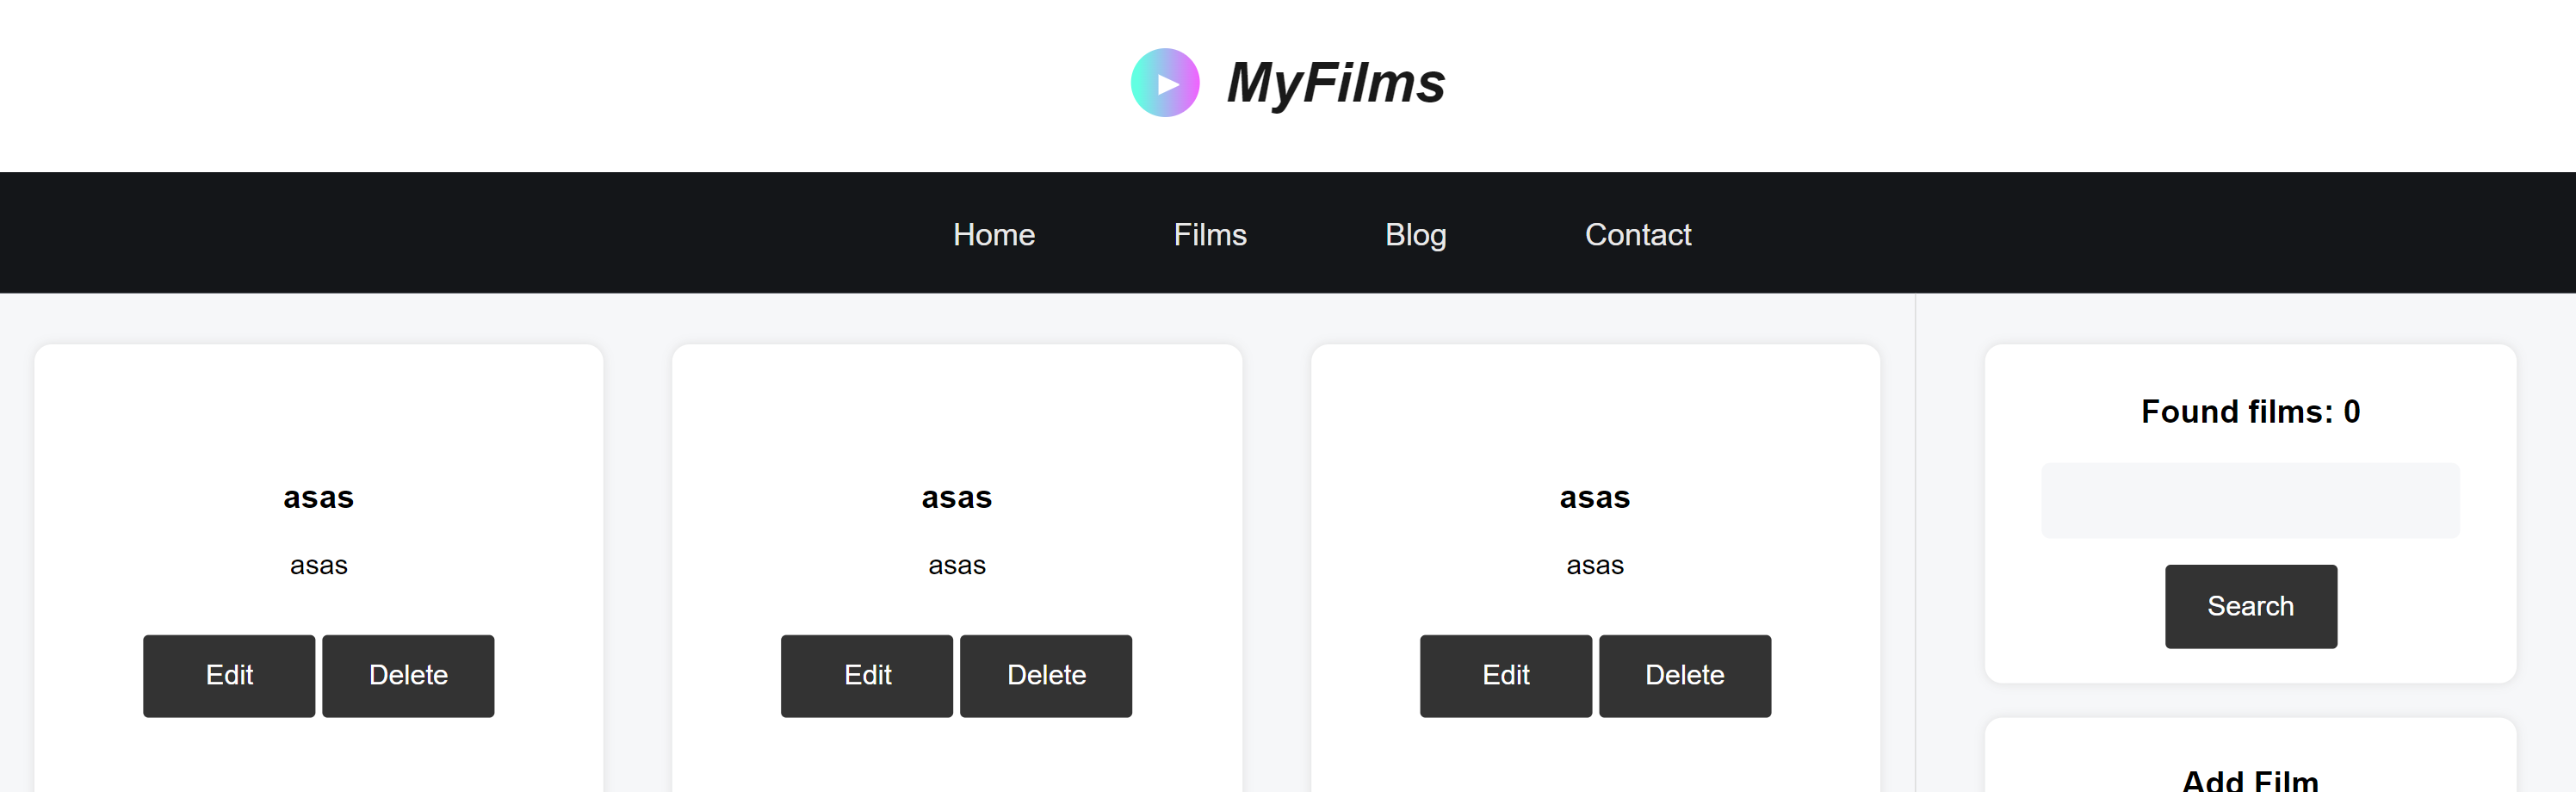 MyFilms
Home Films Blog Contact
asas
asas
Edit Delete
asas
asas
Edit Delete
asas
asas
Edit Delete
Found films: 0
Search
Add Film